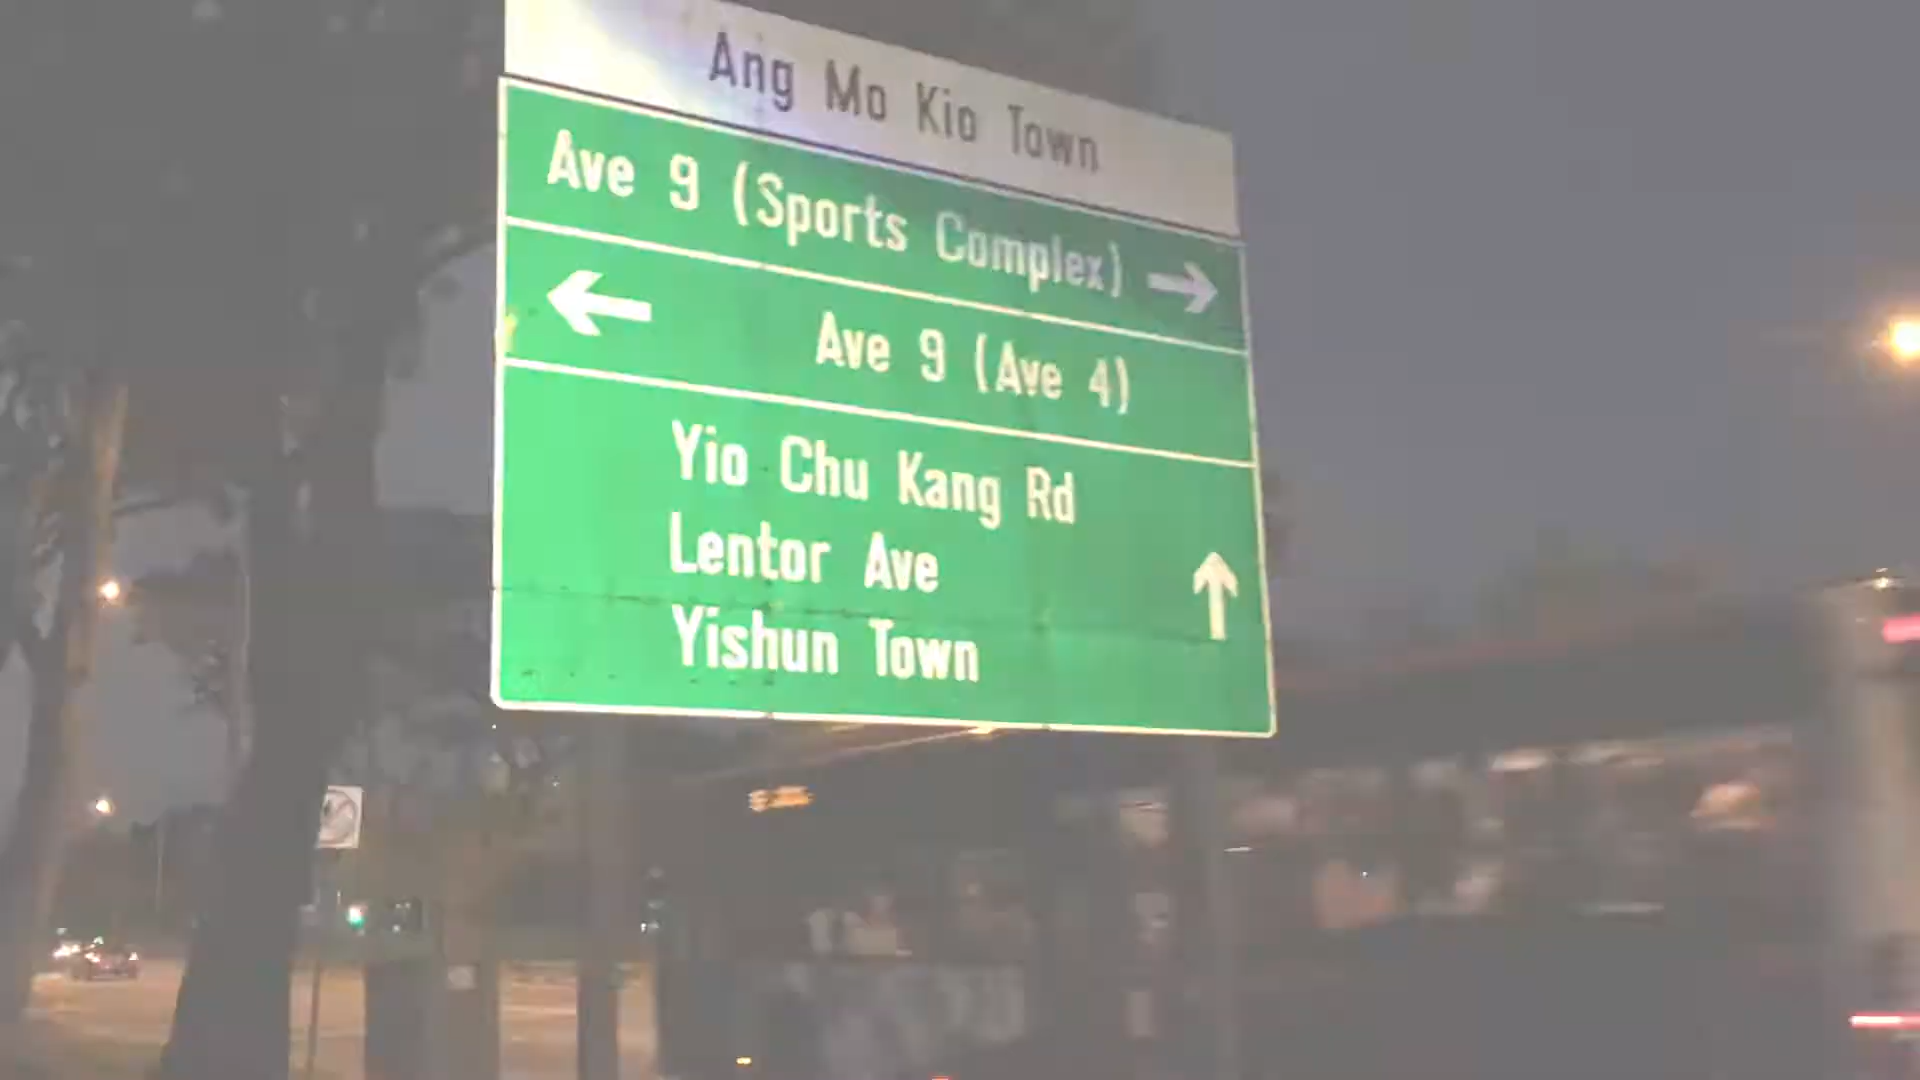 Ang Mo Kio Town
Ave 9 (Sports Complex)
Ave 9 (Ave 4)
Yio Chu Kang Rd
Lentor Ave
Yishun Town